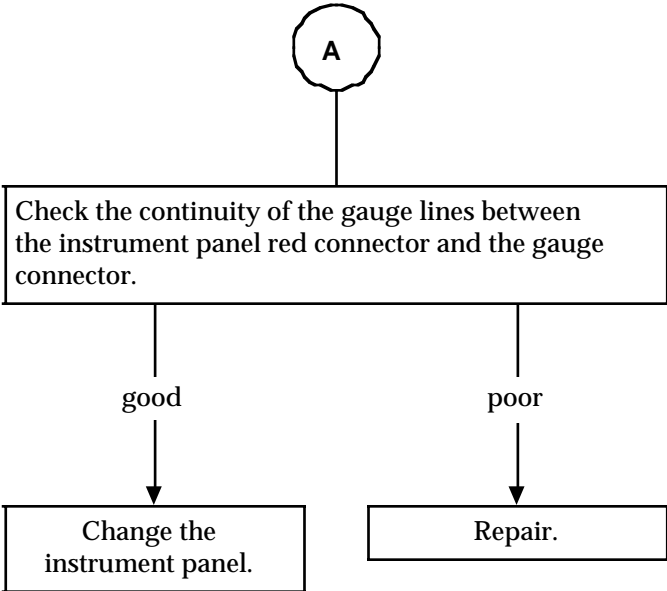 A
Check the continuity of the gauge lines between
the instrument panel red connector and the gauge
connector.
good
poor
Change the
instrument panel.
Repair.